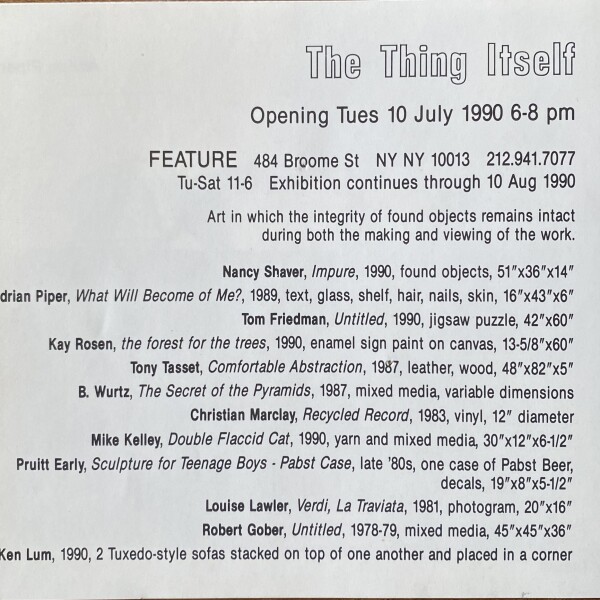 The Thing Itself
Opening Tues 10 July 1990 6-8 pm
FEATURE 484 Broome St NY NY 10013 212.941.7077
Tu-Sat 11-6 Exhibition continues through 10 Aug 1990
Art in which the integrity of found objects remains intact
during both the making and viewing of the work.
Nancy Shaver, Impure, 1990, found objects, 51"x36"x14"
drian Piper, What Will Become of Me?, 1989, text, glass, shelf, hair, nails, skin, 16"x43"x6"
Tom Friedman, Untitled, 1990, jigsaw puzzle, 42"x60"
Kay Rosen, the forest for the trees, 1990, enamel sign paint on canvas, 13-5/8"x60"
Tony Tasset, Comfortable Abstraction, 1987, leather, wood, 48"x82"x5"
B. Wurtz, The Secret of the Pyramids, 1987, mixed media, variable dimensions
Christian Marclay, Recycled Record, 1983, vinyl, 12" diameter
Mike Kelley, Double Flaccid Cat, 1990, yarn and mixed media, 30"x12"x6-1/2"
Pruitt Early, Sculpture for Teenage Boys - Pabst Case, late '80s, one case of Pabst Beer,
decals, 19"x8"x5-1/2"
Louise Lawler, Verdi, La Traviata, 1981, photogram, 20"x16"
Robert Gober, Untitled, 1978-79, mixed media, 45"x45"x36"
Ken Lum, 1990, 2 Tuxedo-style sofas stacked on top of one another and placed in a corner